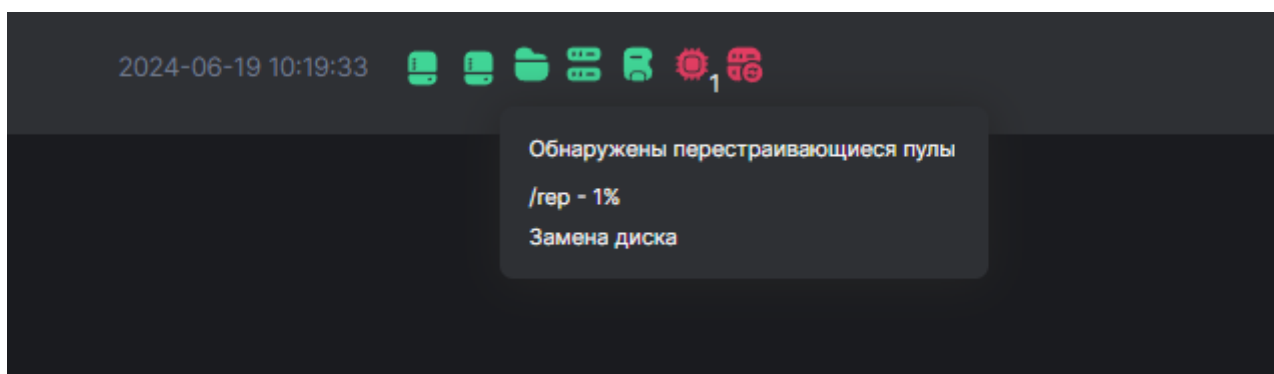 2024-06-19 10:19:33
1
Обнаружены перестраивающиеся пулы
/rep - 1%
Замена диска